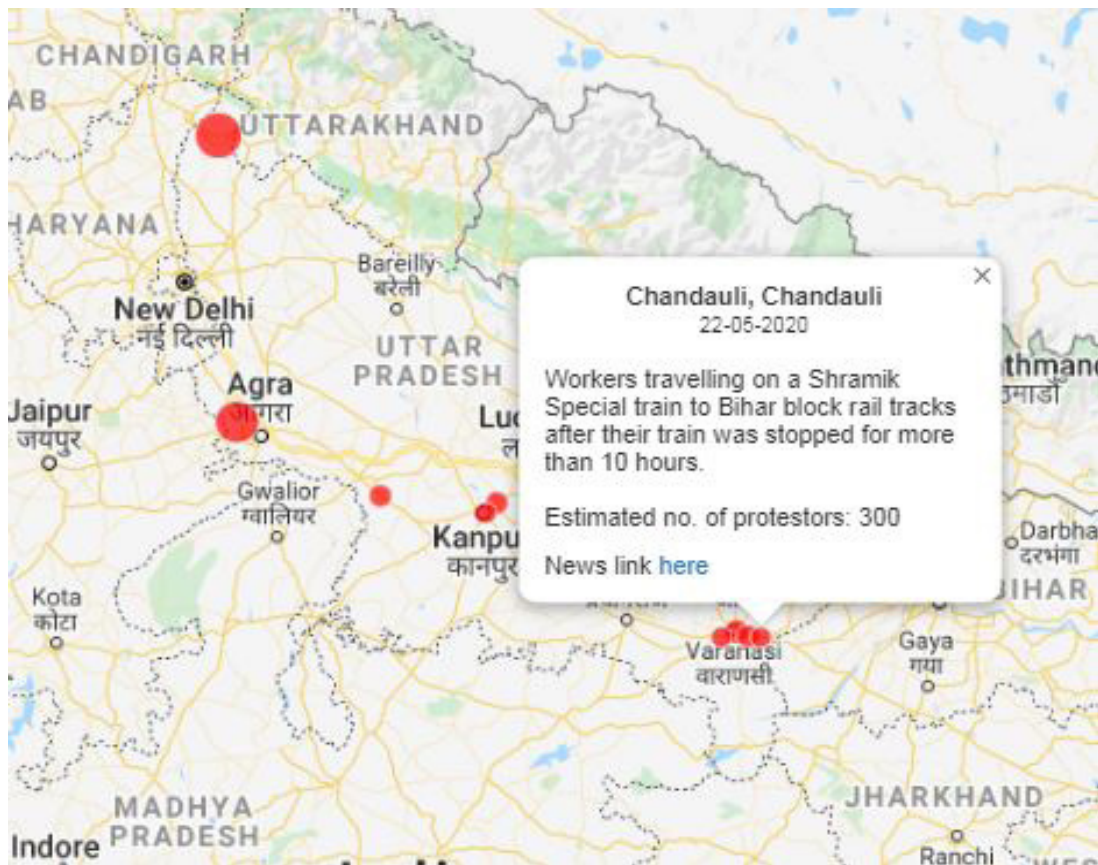 CHANDIGARH
AB
UTTARAKHAND
HARYANA
Bareilly
बरेली
New Delhi
नई दिल्ली
UTTAR
PRADESH
Agra
आगरा
Jaipur
जयपुर
Gwalior
ग्वालियर
Kanpu
कानपुर
Kota
कोटा
×
Chandauli, Chandauli
22-05-2020
Workers travelling on a Shramik
Special train to Bihar block rail tracks
after their train was stopped for more
than 10 hours.
Estimated no. of protestors: 300
News link here
thmand
Darbha
दरभंगा
BIHAR
Gaya
गया
Varanasi
वाराणसी
JHARKHAND
MADHYA
PRADESH
Indore
Ranchi